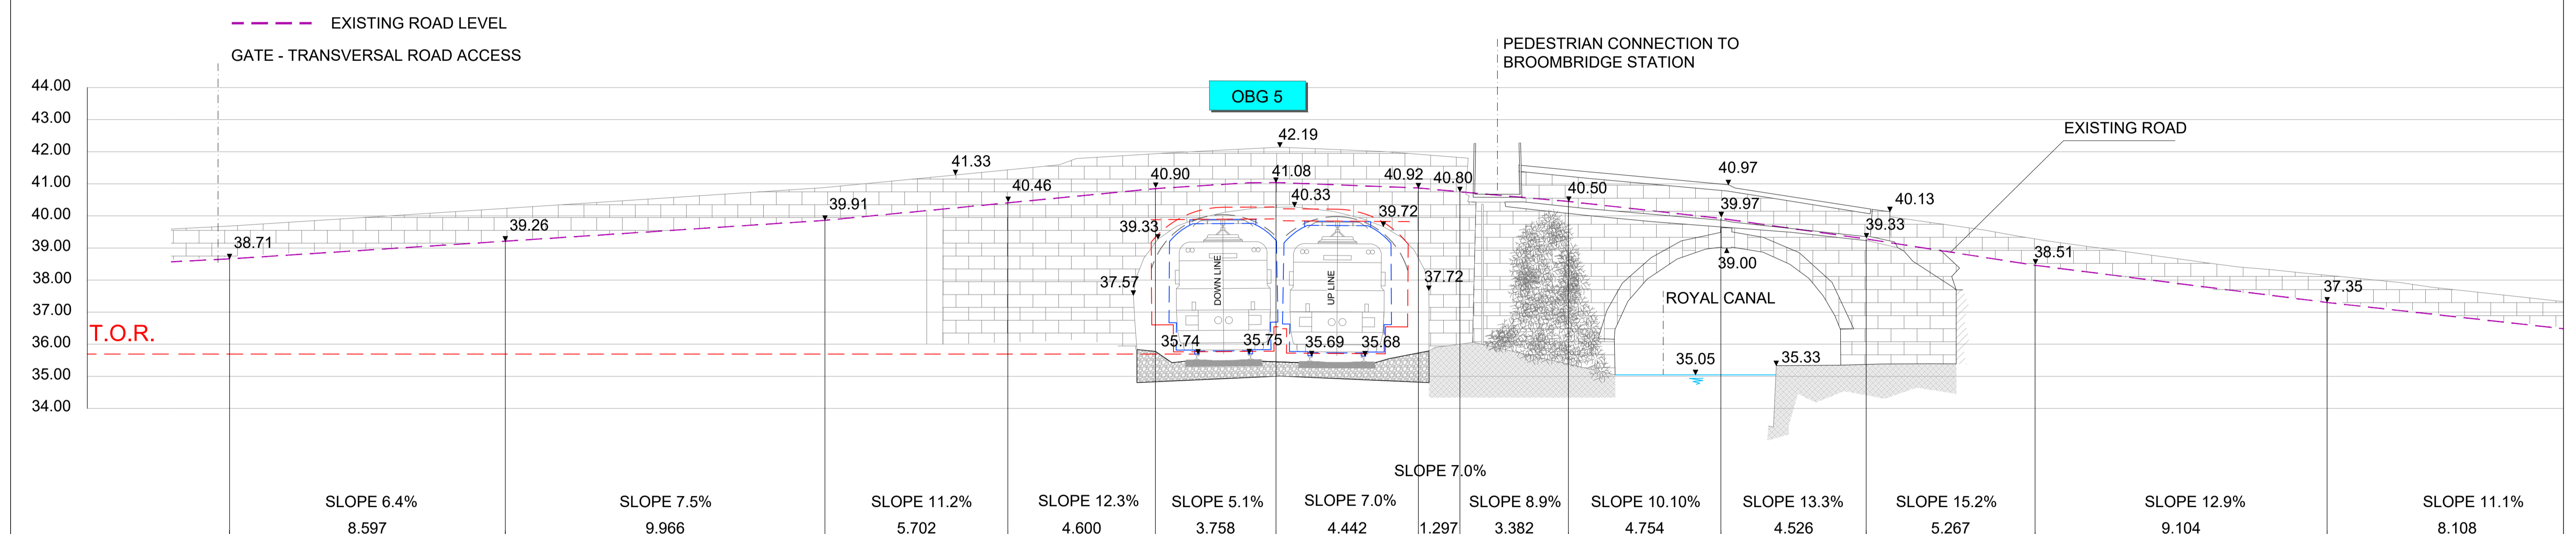 EXISTING ROAD LEVEL
GATE - TRANSVERSAL ROAD ACCESS
PEDESTRIAN CONNECTION TO
BROOMBRIDGE STATION
OBG 5
EXISTING ROAD
44.00
43.00
42.00
41.00
40.00
39.00
38.00
37.00
36.00
35.00
34.00
T.O.R.
38.71
39.26
39.91
41.33
40.46
40.90
42.19
41.08
40.33
40.92
40.80
39.33
39.72
37.57
37.72
DOWN LINE
UP LINE
35.74
35.75
35.69
35.68
40.50
40.97
39.97
40.13
39.33
39.00
ROYAL CANAL
35.05
35.33
38.51
37.35
SLOPE 7.0%
SLOPE 6.4%
SLOPE 7.5%
SLOPE 11.2%
SLOPE 12.3%
SLOPE 5.1%
SLOPE 7.0%
SLOPE 8.9%
SLOPE 10.10%
SLOPE 13.3%
SLOPE 15.2%
SLOPE 12.9%
SLOPE 11.1%
8.597
9.966
5.702
4.600
3.758
4.442
1.297
3.382
4.754
4.526
5.267
9.104
8.108